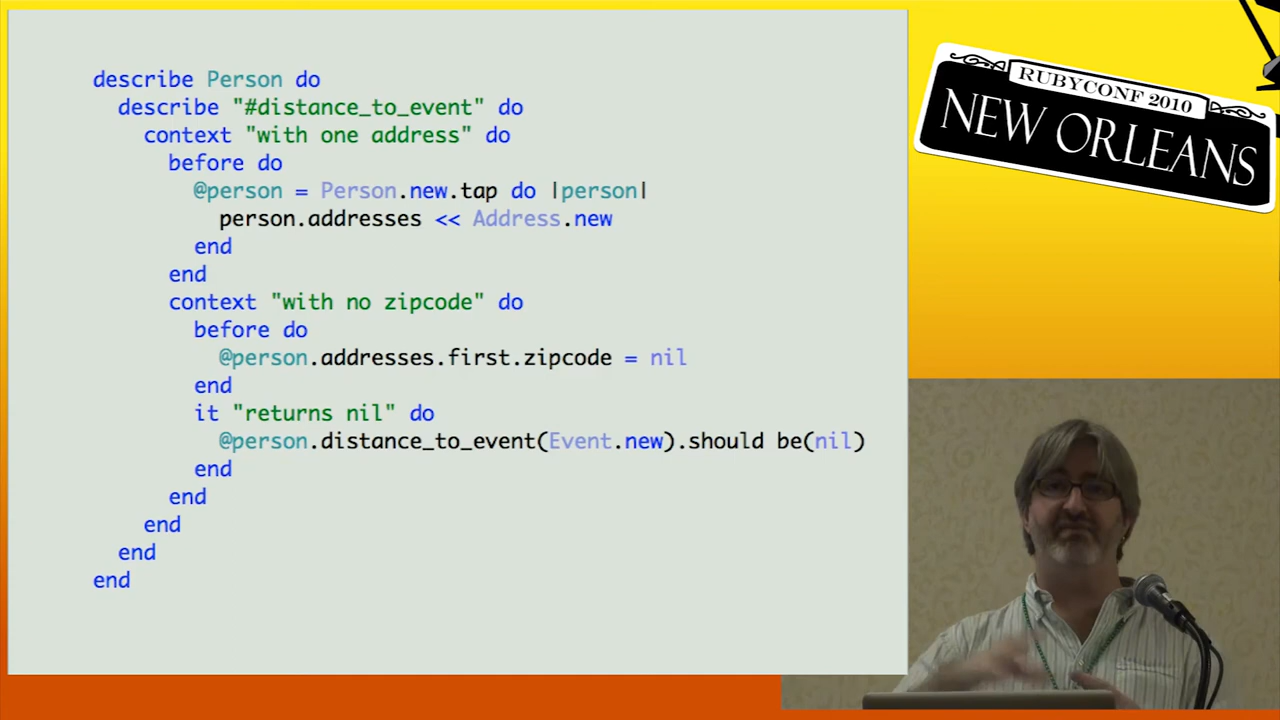 describe Person do
  describe "#distance_to_event" do
    context "with one address" do
      before do
        @person = Person.new.tap do |person|
          person.addresses << Address.new
        end
      end
      context "with no zipcode" do
        before do
          @person.addresses.first.zipcode = nil
        end
        it "returns nil" do
          @person.distance_to_event(Event.new).should be(nil)
        end
      end
    end
  end
end
RUBYCONF 2010
NEW ORLEANS